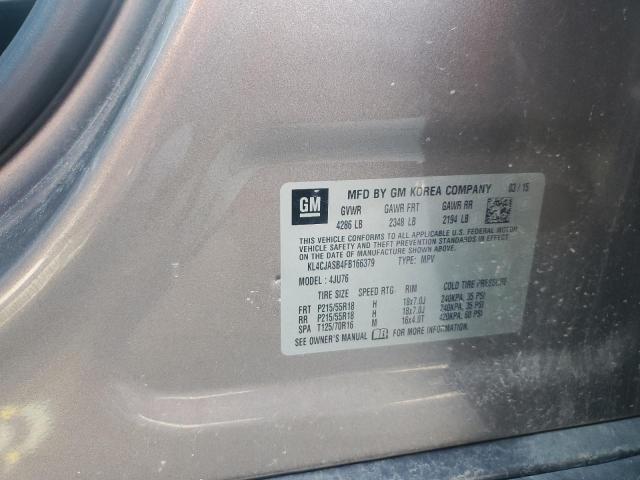 GM
MFD BY GM KOREA COMPANY 03/15
GVWR GAWR FRT GAWR RR
4286 LB 2348 LB 2194 LB
THIS VEHICLE CONFORMS TO ALL APPLICABLE U.S. FEDERAL MOTOR
VEHICLE SAFETY AND THEFT PREVENTION STANDARDS IN EFFECT ON
THE DATE OF MANUFACTURE SHOWN ABOVE.
KL4CJASB4FB166379 TYPE: MPV
MODEL : 4JU76
TIRE SIZE SPEED RTG RIM COLD TIRE PRESSURE
FRT P215/55R18 H 18x7.0J 240KPA, 35 PSI
RR P215/55R18 H 18x7.0J 240KPA, 35 PSI
SPA T125/70R16 M 16x4.0T 420KPA, 60 PSI
SEE OWNER'S MANUAL FOR MORE INFORMATION.